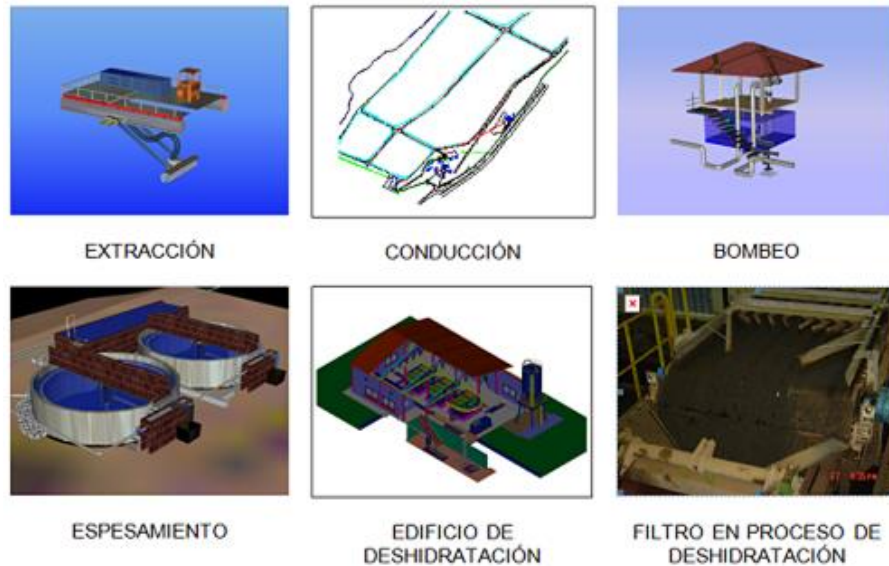 EXTRACCIÓN
CONDUCCIÓN
BOMBEO
ESPESAMIENTO
EDIFICIO DE
DESHIDRATACIÓN
FILTRO EN PROCESO DE
DESHIDRATACIÓN